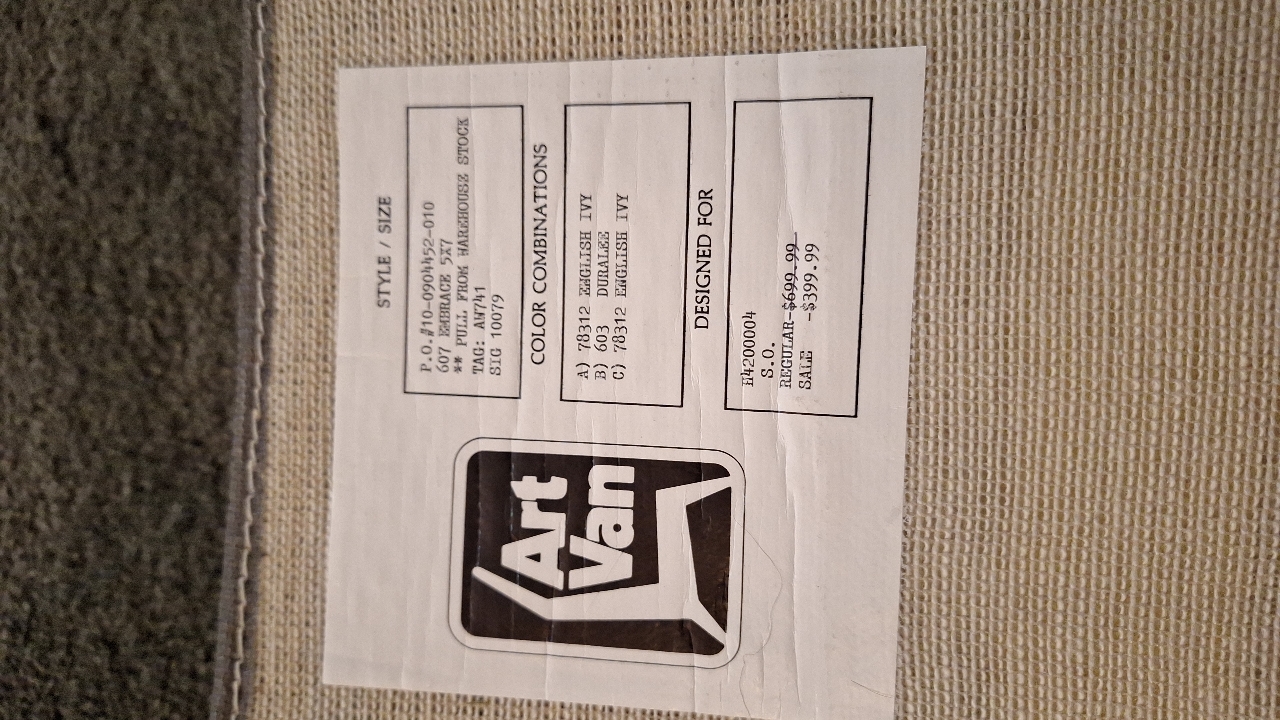 Art
Van
STYLE / SIZE
P.O.#10-0904452-010
607 EMBRACE 5X7
** PULL FROM WAREHOUSE STOCK
TAG: AW741
SIG 10079
COLOR COMBINATIONS
A) 78312 ENGLISH IVY
B) 603 DURALEE
C) 78312 ENGLISH IVY
DESIGNED FOR
H4200004
S.O.
REGULAR-$699.99
SALE -$399.99